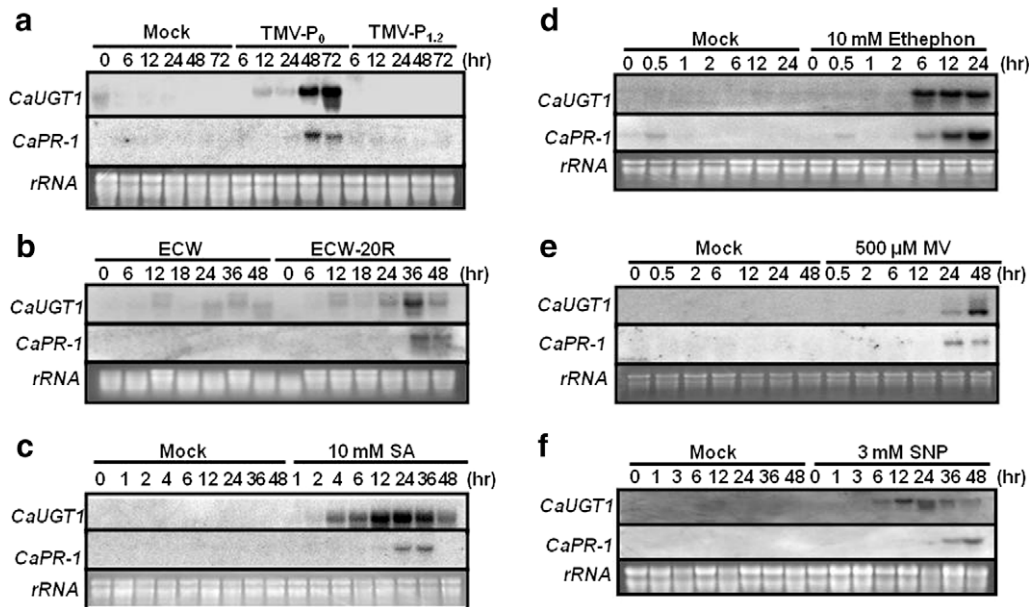 a
Mock TMV-P0 TMV-P1.2
0 6 12 24 48 72 6 12 24 48 72 6 12 24 48 72 (hr)
CaUGT1
CaPR-1
rRNA
b
ECW ECW-20R
0 6 12 18 24 36 48 0 6 12 18 24 36 48 (hr)
CaUGT1
CaPR-1
rRNA
c
Mock 10 mM SA
0 1 2 4 6 12 24 36 48 1 2 4 6 12 24 36 48 (hr)
CaUGT1
CaPR-1
rRNA
d
Mock 10 mM Ethephon
0 0.5 1 2 6 12 24 0 0.5 1 2 6 12 24 (hr)
CaUGT1
CaPR-1
rRNA
e
Mock 500 µM MV
0 0.5 2 6 12 24 48 0.5 2 6 12 24 48 (hr)
CaUGT1
CaPR-1
rRNA
f
Mock 3 mM SNP
0 1 3 6 12 24 36 48 0 1 3 6 12 24 36 48 (hr)
CaUGT1
CaPR-1
rRNA